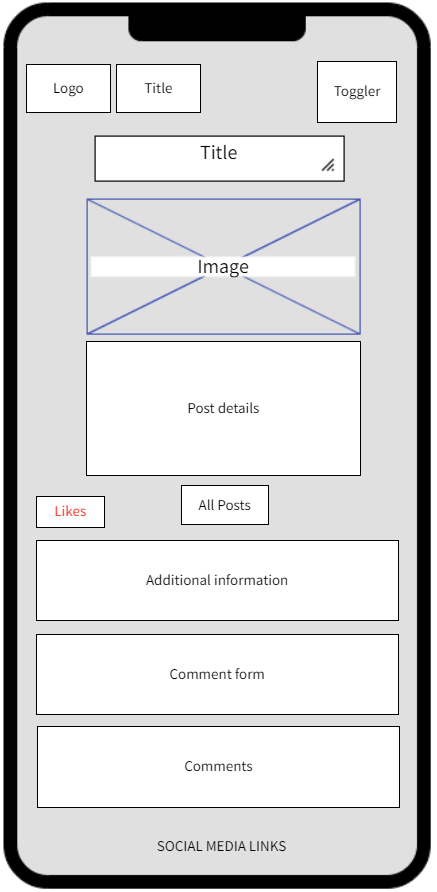 Logo
Title
Toggler
Title
Image
Post details
Likes
All Posts
Additional information
Comment form
Comments
SOCIAL MEDIA LINKS